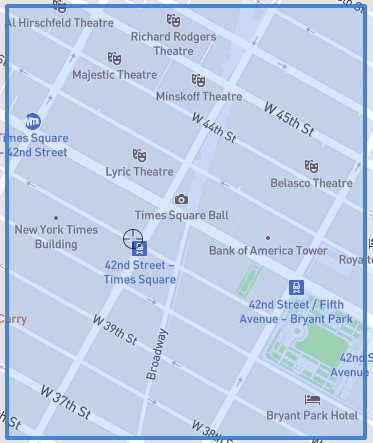 Al Hirschfeld Theatre
Richard Rodgers
Theatre
Majestic Theatre
Minskoff Theatre
W 45th St
MTA
W 44th St
Times Square
- 42nd Street
Lyric Theatre
Belasco Theatre
Times Square Ball
New York Times
Building
Bank of America Tower
42nd Street –
Times Square
42nd Street / Fifth
Avenue – Bryant Park
Curry
W 39th St
Broadway
42nd S
Avenue -
W 37th St
Bryant Park Hotel
W 38th St